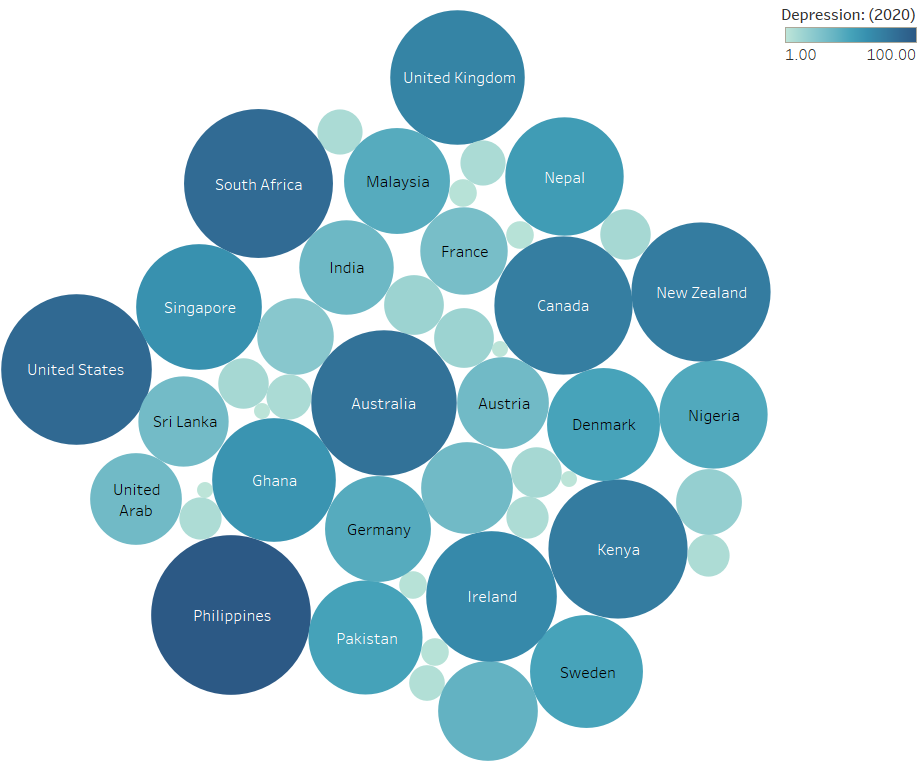 Depression: (2020)
1.00 100.00
United Kingdom
South Africa
Malaysia
Nepal
France
India
Canada
New Zealand
Singapore
United States
Australia
Austria
Sri Lanka
Denmark
Nigeria
Ghana
United
Arab
Germany
Kenya
Ireland
Philippines
Pakistan
Sweden